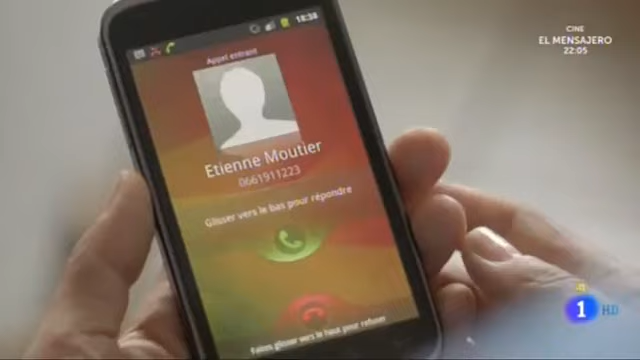 18:38
CINE
EL MENSAJERO
22:05
Appel entrant
Etienne Moutier
0661911223
Glisser vers le bas pour répondre
Faites glisser vers le haut pour refuser
1 HD